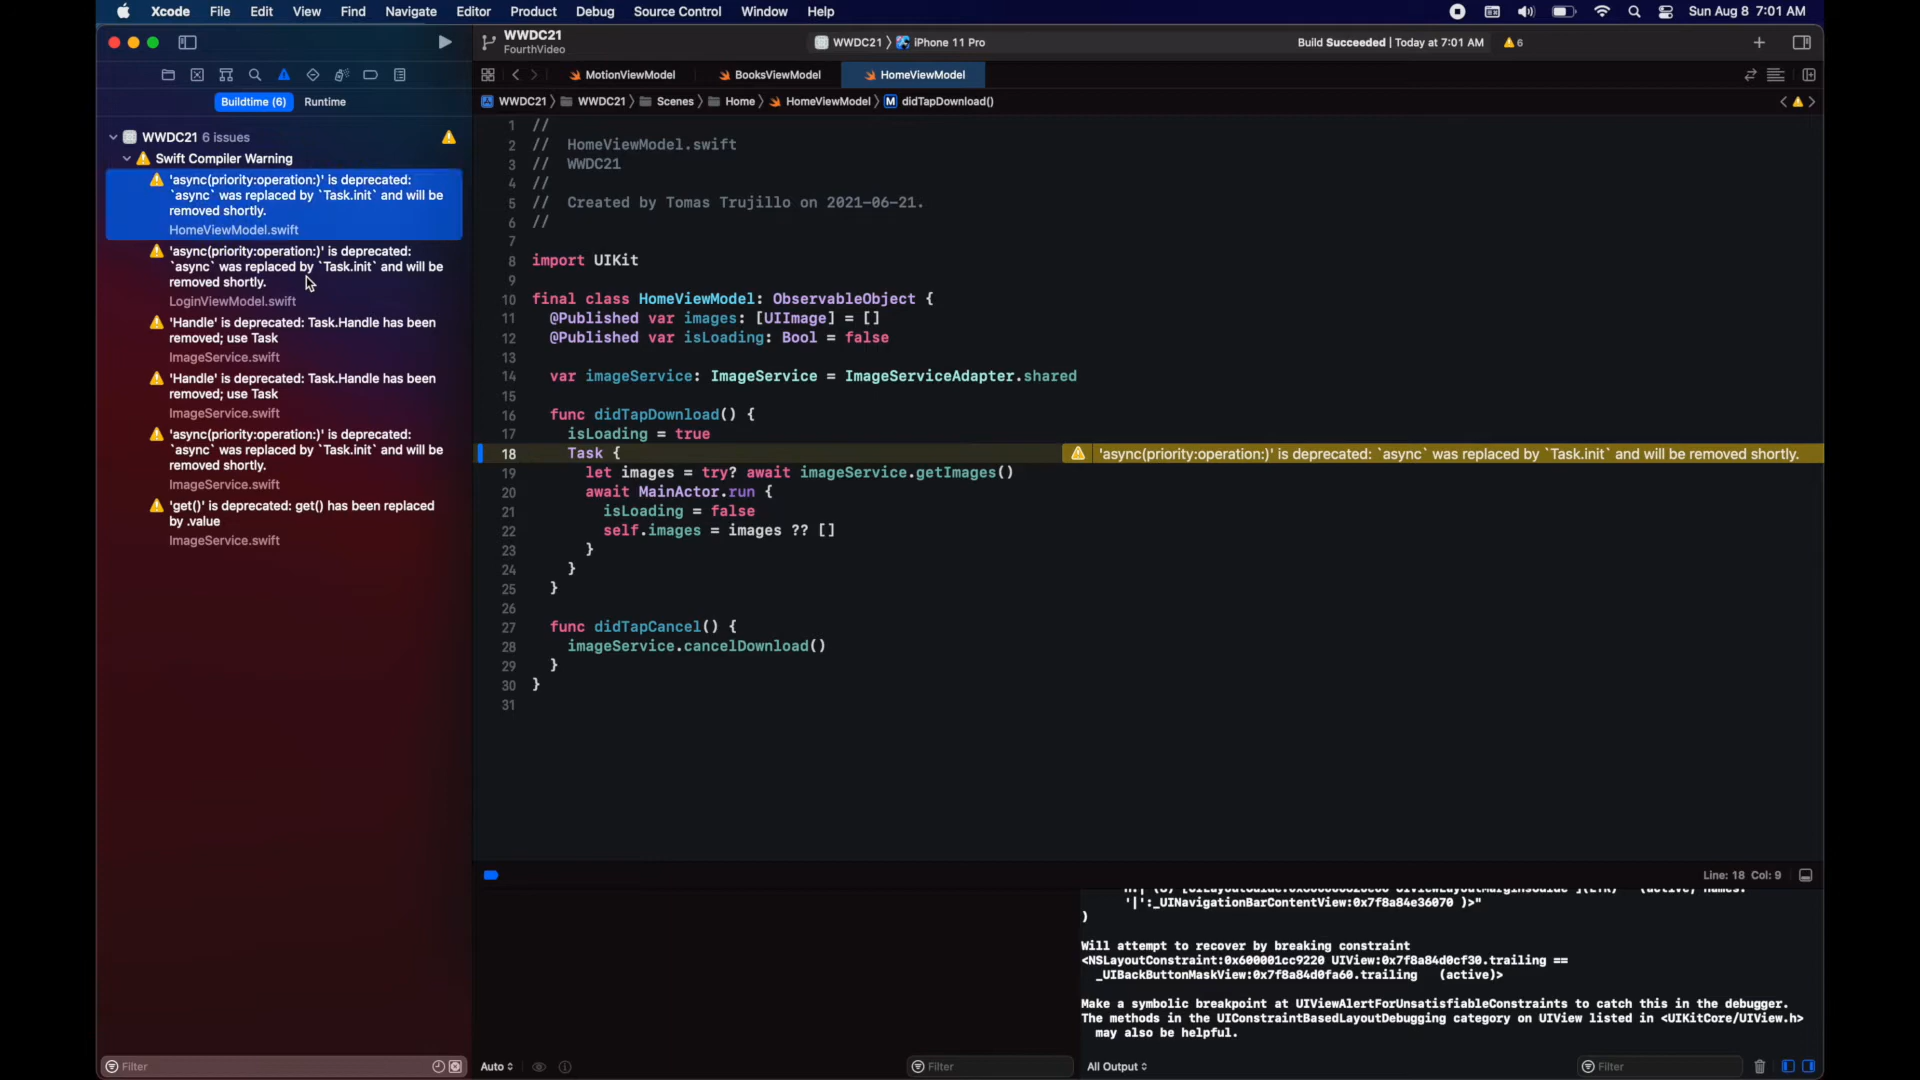 Xcode File Edit View Find Navigate Editor Product Debug Source Control Window Help
Sun Aug 8 7:01 AM
WWDC21
FourthVideo
WWDC21 〉 iPhone 11 Pro
Build Succeeded | Today at 7:01 AM
6
MotionViewModel
BooksViewModel
HomeViewModel
Buildtime (6)
Runtime
WWDC21 〉 WWDC21 〉 Scenes 〉 Home 〉 HomeViewModel 〉 M didTapDownload()
WWDC21 6 issues
Swift Compiler Warning
'async(priority:operation:)' is deprecated:
`async` was replaced by `Task.init` and will be
removed shortly.
HomeViewModel.swift
'async(priority:operation:)' is deprecated:
`async` was replaced by `Task.init` and will be
removed shortly.
LoginViewModel.swift
'Handle' is deprecated: Task.Handle has been
removed; use Task
ImageService.swift
'Handle' is deprecated: Task.Handle has been
removed; use Task
ImageService.swift
'async(priority:operation:)' is deprecated:
`async` was replaced by `Task.init` and will be
removed shortly.
ImageService.swift
'get()' is deprecated: get() has been replaced
by .value
ImageService.swift
Filter
1 //
2 //  HomeViewModel.swift
3 //  WWDC21
4 //
5 //  Created by Tomas Trujillo on 2021-06-21.
6 //
7
8 import UIKit
9
10 final class HomeViewModel: ObservableObject {
11   @Published var images: [UIImage] = []
12   @Published var isLoading: Bool = false
13
14   var imageService: ImageService = ImageServiceAdapter.shared
15
16   func didTapDownload() {
17     isLoading = true
18     Task {
'async(priority:operation:)' is deprecated: `async` was replaced by `Task.init` and will be removed shortly.
19       let images = try? await imageService.getImages()
20       await MainActor.run {
21         isLoading = false
22         self.images = images ?? []
23       }
24     }
25   }
26
27   func didTapCancel() {
28     imageService.cancelDownload()
29   }
30 }
31
Line: 18 Col: 9
'|':_UINavigationBarContentView:0x7f8a84e36070 )>"
)
Will attempt to recover by breaking constraint
<NSLayoutConstraint:0x600001cc9220 UIView:0x7f8a84d0cf30.trailing ==
_UIBackButtonMaskView:0x7f8a84d0fa60.trailing (active)>
Make a symbolic breakpoint at UIViewAlertForUnsatisfiableConstraints to catch this in the debugger.
The methods in the UIConstraintBasedLayoutDebugging category on UIView listed in <UIKitCore/UIView.h>
may also be helpful.
Auto
Filter
All Output
Filter